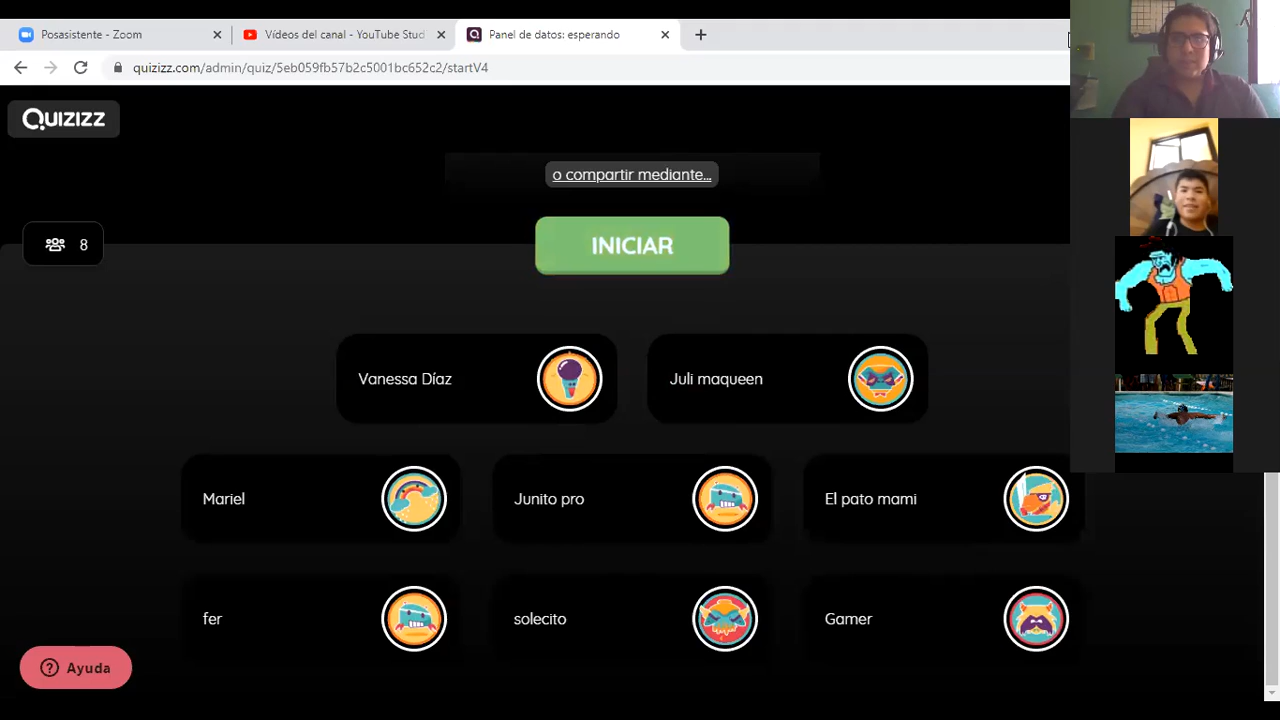 Posasistente - Zoom
Vídeos del canal - YouTube Stud
Panel de datos: esperando
quizizz.com/admin/quiz/5eb059fb57b2c5001bc652c2/startV4
Quizizz
o compartir mediante...
8
INICIAR
Vanessa Díaz
Juli maqueen
Mariel
Junito pro
El pato mami
fer
solecito
Gamer
Ayuda